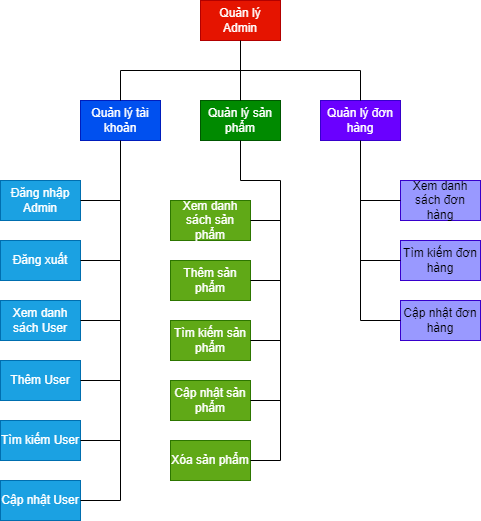 Quản lý
Admin
Quản lý tài
khoản
Quản lý sản
phẩm
Quản lý đơn
hàng
Đăng nhập
Admin
Đăng xuất
Xem danh
sách User
Thêm User
Tìm kiếm User
Cập nhật User
Xem danh
sách sản
phẩm
Thêm sản
phẩm
Tìm kiếm sản
phẩm
Cập nhật sản
phẩm
Xóa sản phẩm
Xem danh
sách đơn
hàng
Tìm kiếm đơn
hàng
Cập nhật đơn
hàng